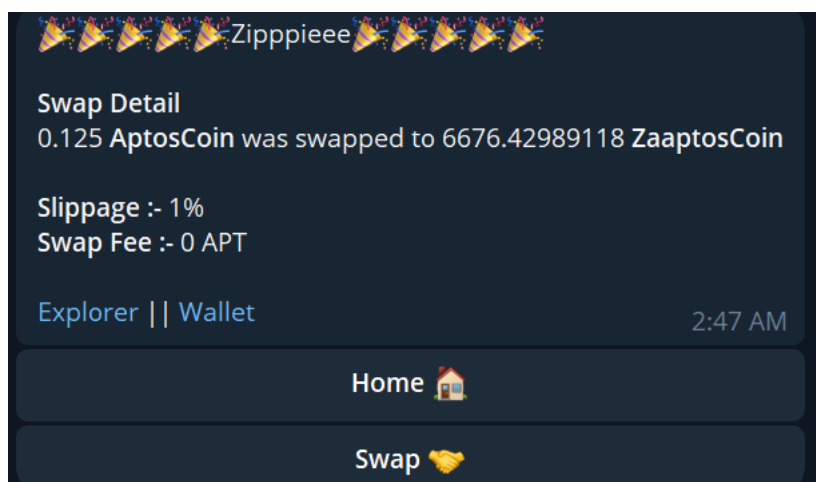 🎉🎉🎉🎉🎉Zipppieee🎉🎉🎉🎉🎉
Swap Detail
0.125 AptosCoin was swapped to 6676.42989118 ZaaptosCoin
Slippage :- 1%
Swap Fee :- 0 APT
Explorer || Wallet
2:47 AM
Home 🏠
Swap 🤝